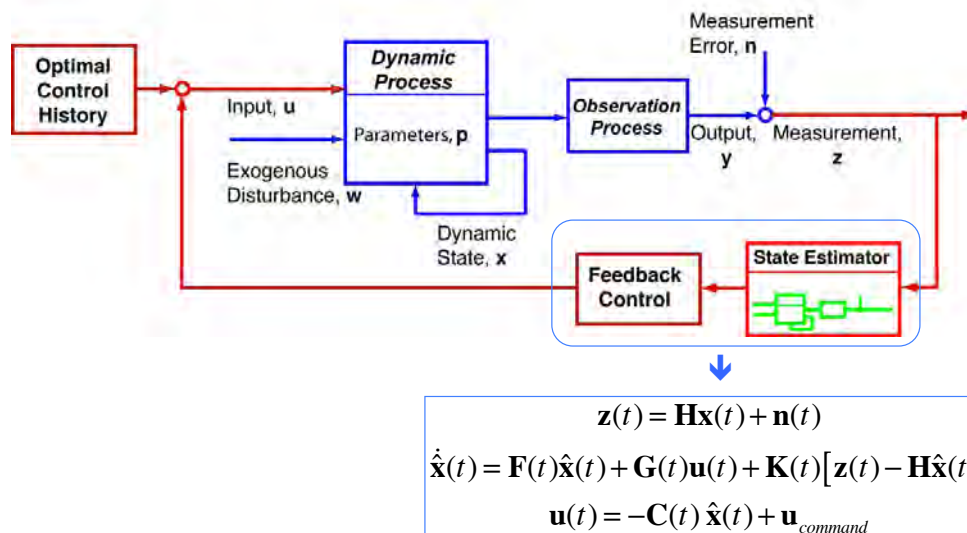 Optimal
Control
History
Input, u
Exogenous
Disturbance, w
Dynamic
Process
Parameters, p
Dynamic
State, x
Observation
Process
Measurement
Error, n
Output,
y
Measurement,
z
Feedback
Control
State Estimator
z(t) = Hx(t) + n(t)
ẋ̂(t) = F(t)x̂(t) + G(t)u(t) + K(t)[z(t) − Hx̂(t
u(t) = −C(t) x̂(t) + u_command